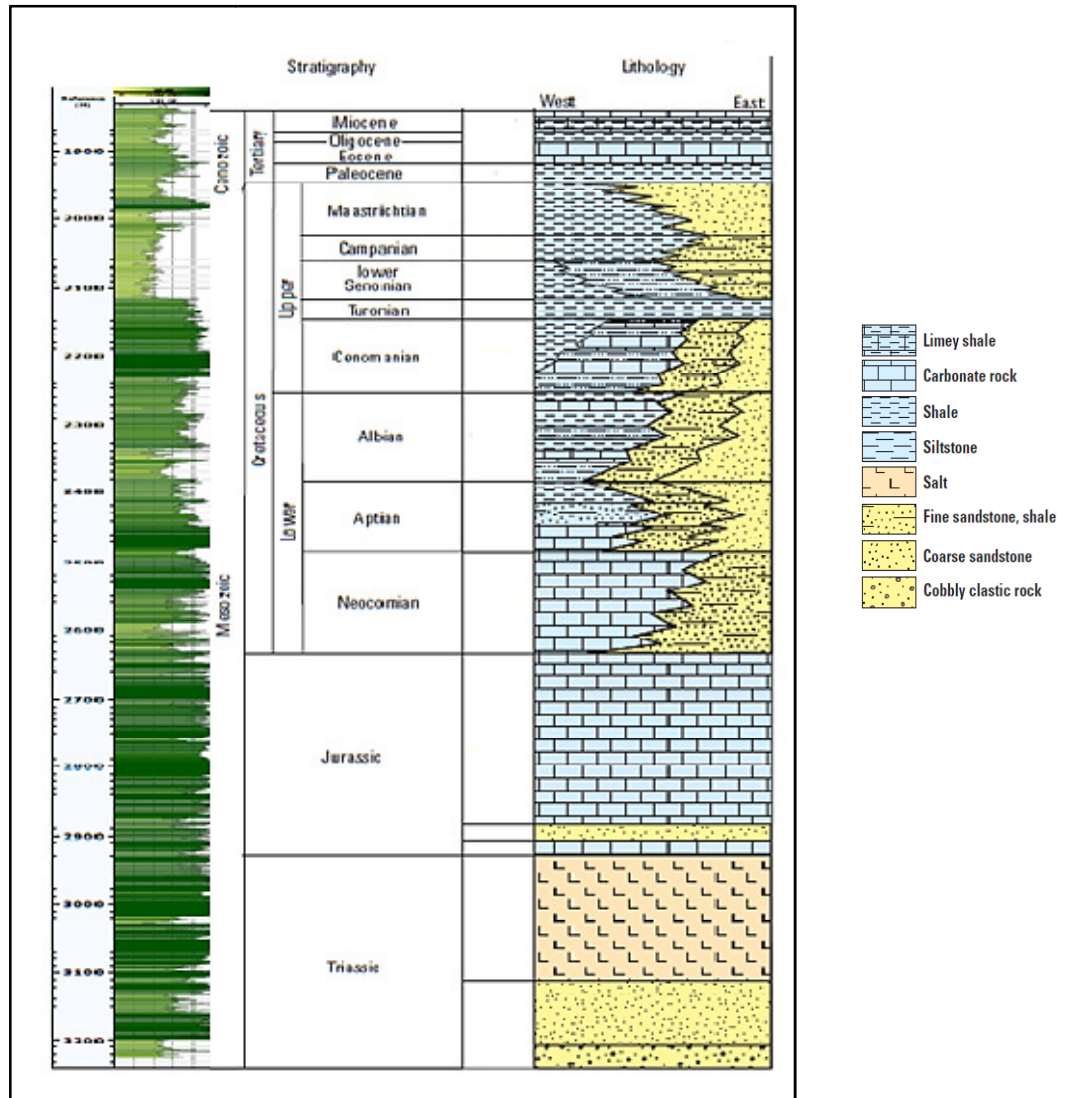 Stratigraphy
Lithology
West
East
Canozoic
Mesozoic
Tertiary
Cretaceous
Upper
Lower
Miocene
Oligocene
Eocene
Paleocene
Maastrichtian
Campanian
lower
Senonian
Turonian
Albian
Aptian
Neocomian
Jurassic
Triassic
2000
2100
2200
2300
2400
2600
2700
2900
3000
3100
Limey shale
Carbonate rock
Shale
Siltstone
Salt
L
Fine sandstone, shale
Coarse sandstone
Cobbly clastic rock